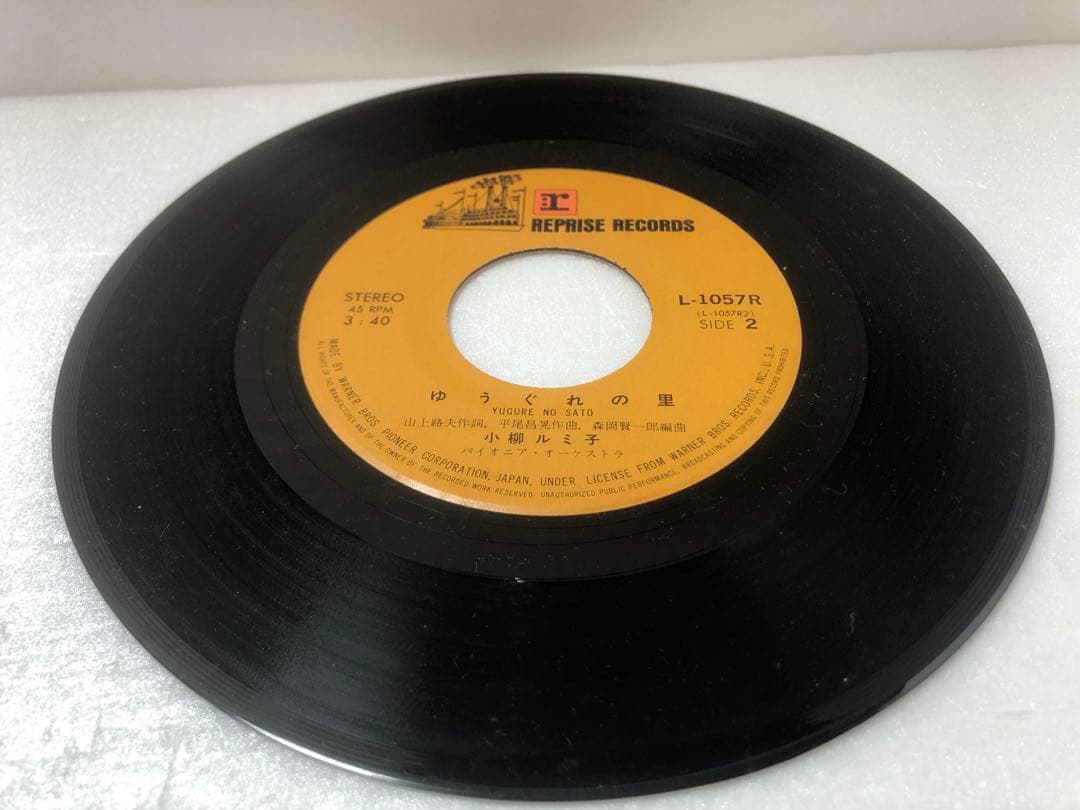 r
REPRISE RECORDS
STEREO
45 RPM
3 : 40
L-1057R
(L-1057R2)
SIDE 2
ゆうぐれの里
YUGURE NO SATO
山上路夫作詞, 平尾昌晃作曲, 森岡賢一郎編曲
小柳ルミ子
パイオニア・オーケストラ
MADE BY WARNER BROS PIONEER CORPORATION, JAPAN, UNDER LICENSE FROM WARNER BROS. RECORDS, INC., U.S.A.
ALL RIGHTS OF THE MANUFACTURER AND OF THE OWNER OF THE RECORDED WORK RESERVED. UNAUTHORIZED PUBLIC PERFORMANCE, BROADCASTING AND COPYING OF THIS RECORD PROHIBITED